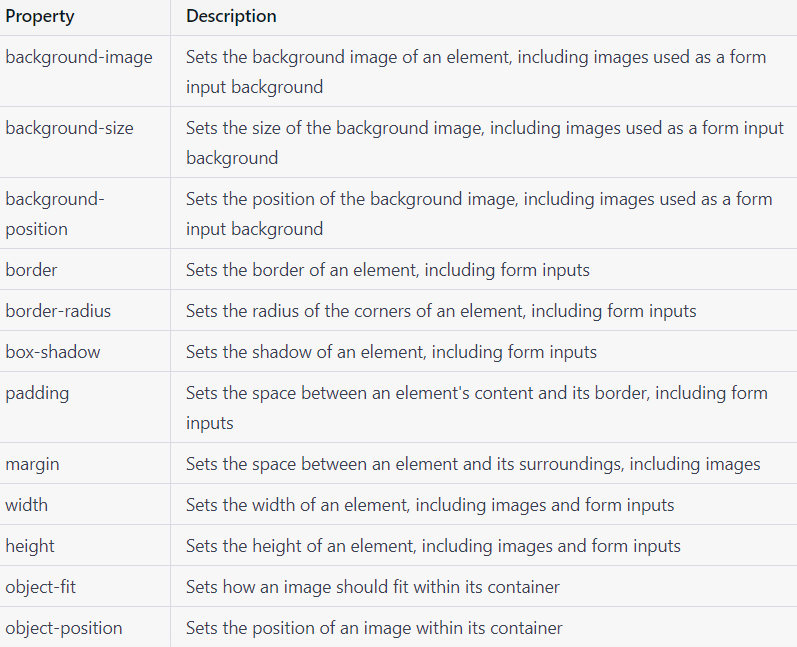 Property Description
background-image Sets the background image of an element, including images used as a form
input background
background-size Sets the size of the background image, including images used as a form input
background
background- Sets the position of the background image, including images used as a form
position input background
border Sets the border of an element, including form inputs
border-radius Sets the radius of the corners of an element, including form inputs
box-shadow Sets the shadow of an element, including form inputs
padding Sets the space between an element's content and its border, including form
inputs
margin Sets the space between an element and its surroundings, including images
width Sets the width of an element, including images and form inputs
height Sets the height of an element, including images and form inputs
object-fit Sets how an image should fit within its container
object-position Sets the position of an image within its container